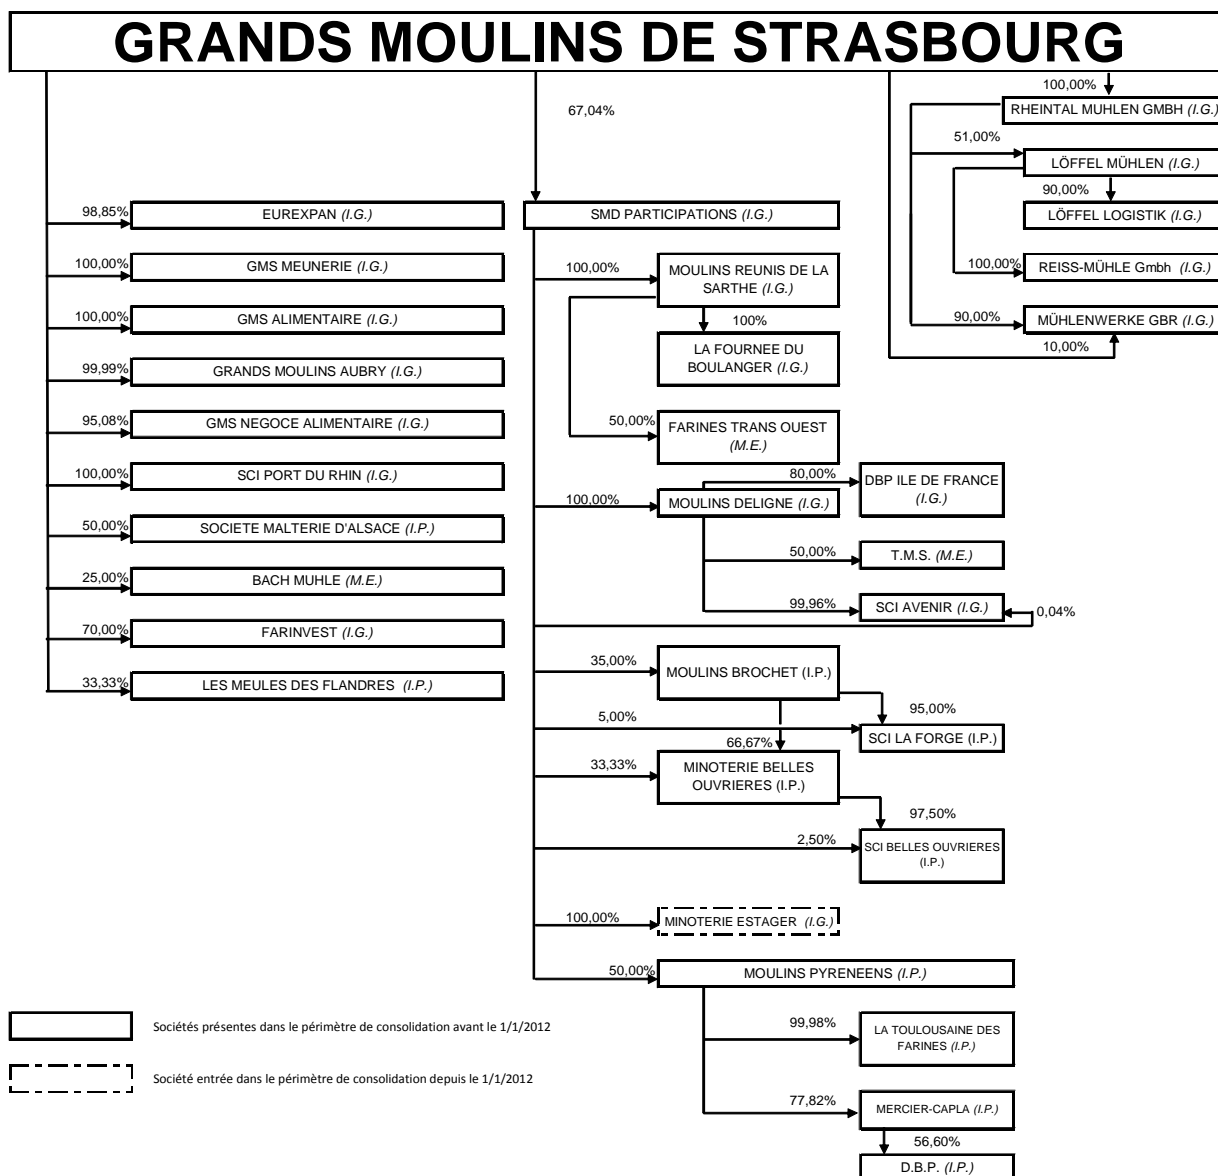 GRANDS MOULINS DE STRASBOURG
67,04%
100,00%
RHEINTAL MUHLEN GMBH (I.G.)
51,00%
LÖFFEL MÜHLEN (I.G.)
90,00%
LÖFFEL LOGISTIK (I.G.)
100,00%
REISS-MÜHLE Gmbh (I.G.)
90,00%
MÜHLENWERKE GBR (I.G.)
10,00%
98,85%
EUREXPAN (I.G.)
100,00%
GMS MEUNERIE (I.G.)
100,00%
GMS ALIMENTAIRE (I.G.)
99,99%
GRANDS MOULINS AUBRY (I.G.)
95,08%
GMS NEGOCE ALIMENTAIRE (I.G.)
100,00%
SCI PORT DU RHIN (I.G.)
50,00%
SOCIETE MALTERIE D'ALSACE (I.P.)
25,00%
BACH MUHLE (M.E.)
70,00%
FARINVEST (I.G.)
33,33%
LES MEULES DES FLANDRES (I.P.)
SMD PARTICIPATIONS (I.G.)
100,00%
MOULINS REUNIS DE LA
SARTHE (I.G.)
100%
LA FOURNEE DU
BOULANGER (I.G.)
50,00%
FARINES TRANS OUEST
(M.E.)
100,00%
MOULINS DELIGNE (I.G.)
80,00%
DBP ILE DE FRANCE
(I.G.)
50,00%
T.M.S. (M.E.)
99,96%
SCI AVENIR (I.G.)
0,04%
35,00%
MOULINS BROCHET (I.P.)
95,00%
5,00%
SCI LA FORGE (I.P.)
66,67%
33,33%
MINOTERIE BELLES
OUVRIERES (I.P.)
97,50%
2,50%
SCI BELLES OUVRIERES
(I.P.)
100,00%
MINOTERIE ESTAGER (I.G.)
50,00%
MOULINS PYRENEENS (I.P.)
99,98%
LA TOULOUSAINE DES
FARINES (I.P.)
77,82%
MERCIER-CAPLA (I.P.)
56,60%
D.B.P. (I.P.)
Sociétés présentes dans le périmètre de consolidation avant le 1/1/2012
Société entrée dans le périmètre de consolidation depuis le 1/1/2012